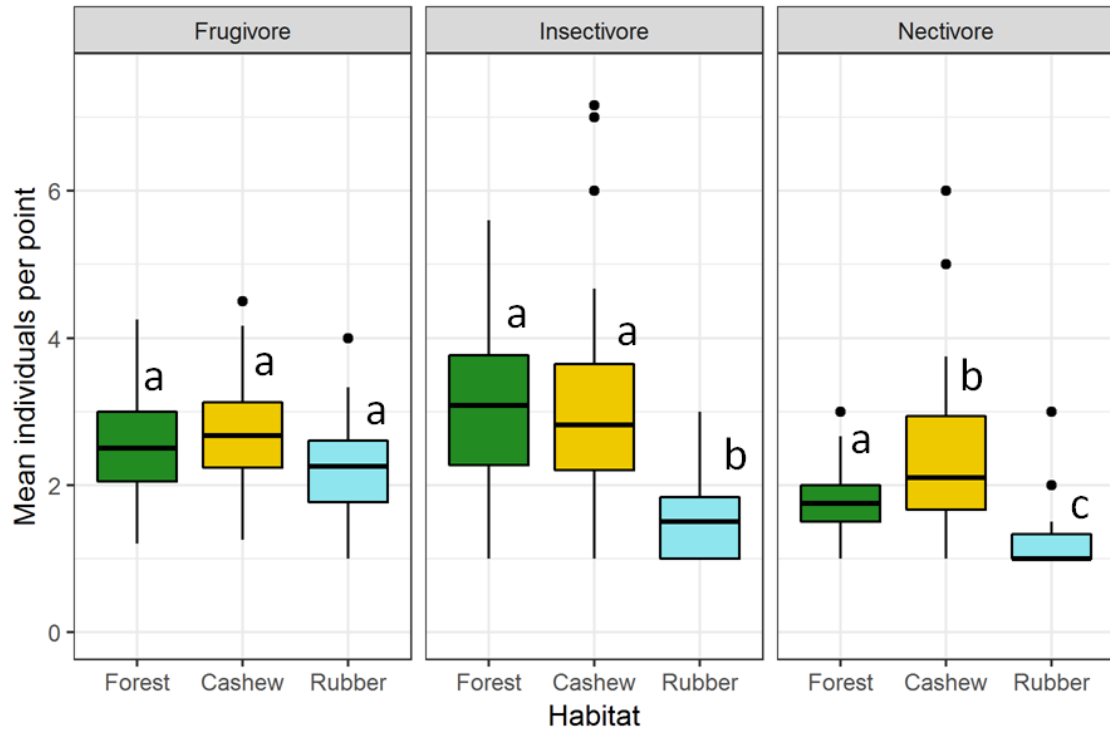 Frugivore Insectivore Nectivore
Mean individuals per point
6
4
2
0
a a a
a a b
a b c
Forest Cashew Rubber Forest Cashew Rubber Forest Cashew Rubber
Habitat